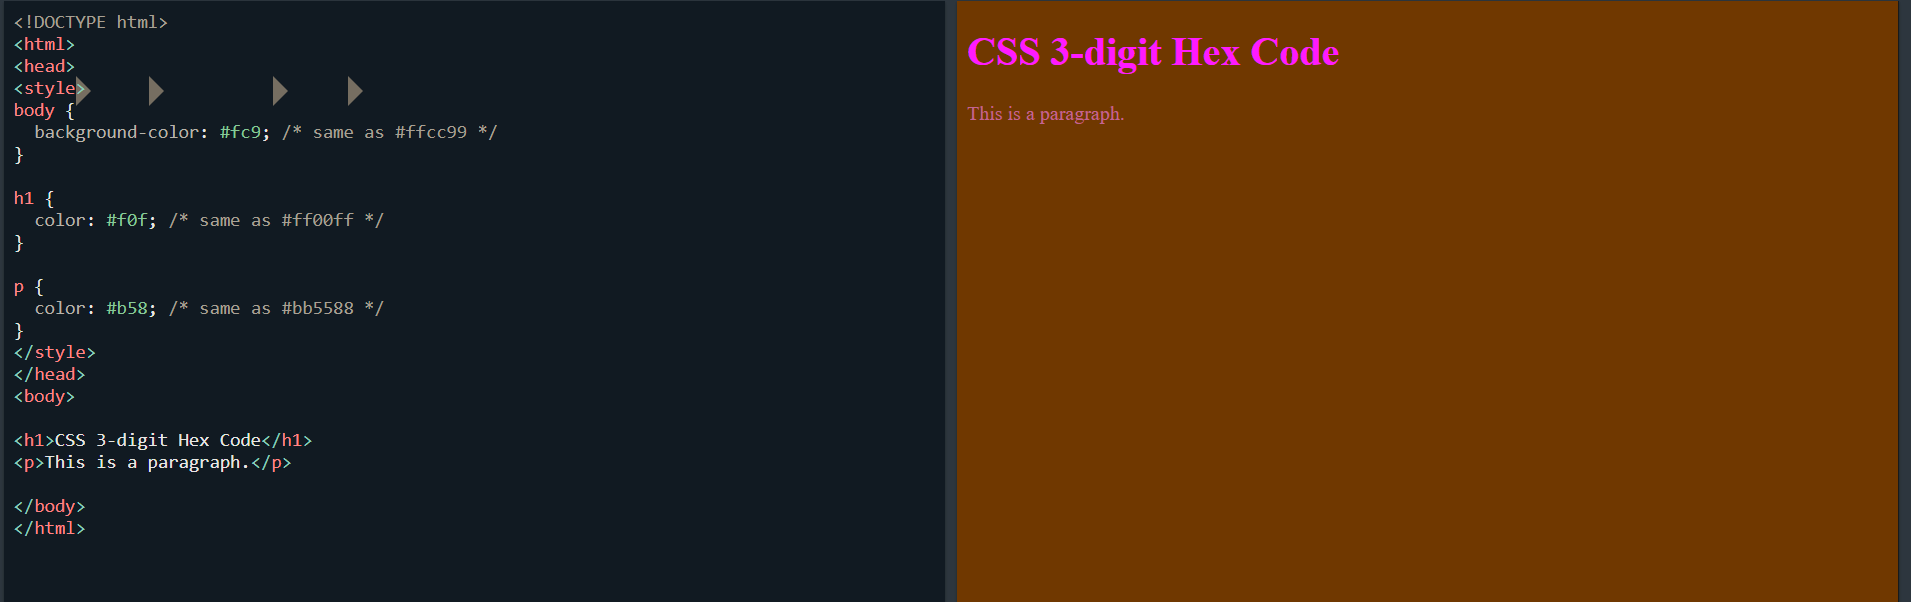 <!DOCTYPE html>
<html>
<head>
<style>
body {
  background-color: #fc9; /* same as #ffcc99 */
}
h1 {
  color: #f0f; /* same as #ff00ff */
}
p {
  color: #b58; /* same as #bb5588 */
}
</style>
</head>
<body>
<h1>CSS 3-digit Hex Code</h1>
<p>This is a paragraph.</p>
</body>
</html>
CSS 3-digit Hex Code
This is a paragraph.